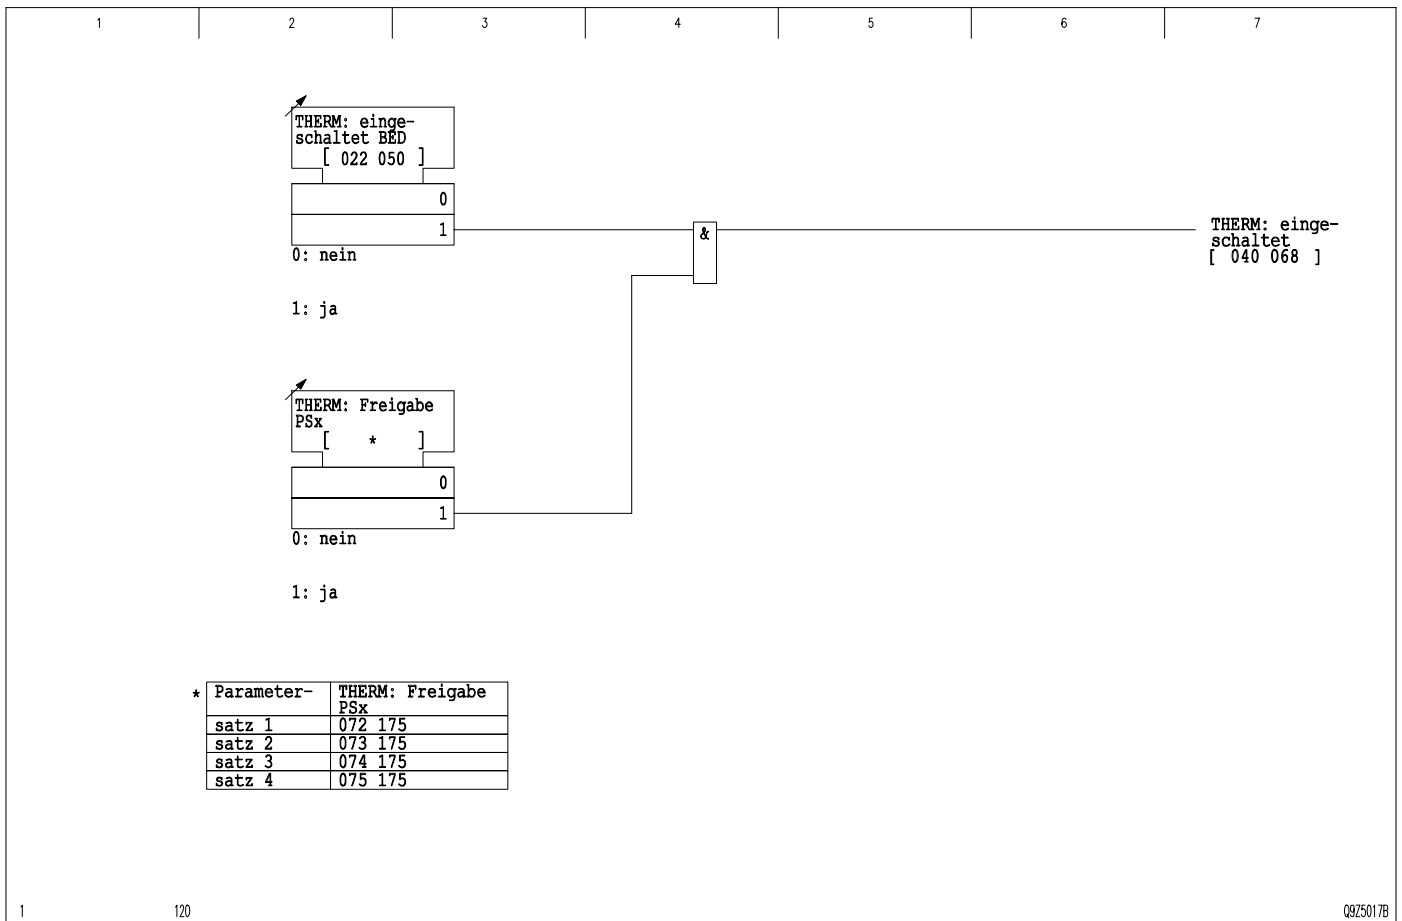 1 2 3 4 5 6 7
THERM: einge-
schaltet BED
[ 022 050 ]
0
1
0: nein
1: ja
&
THERM: einge-
schaltet
[ 040 068 ]
THERM: Freigabe
PSx
[ * ]
0
1
0: nein
1: ja
* Parameter- THERM: Freigabe
PSx
satz 1 072 175
satz 2 073 175
satz 3 074 175
satz 4 075 175
1 120 Q9Z5017B